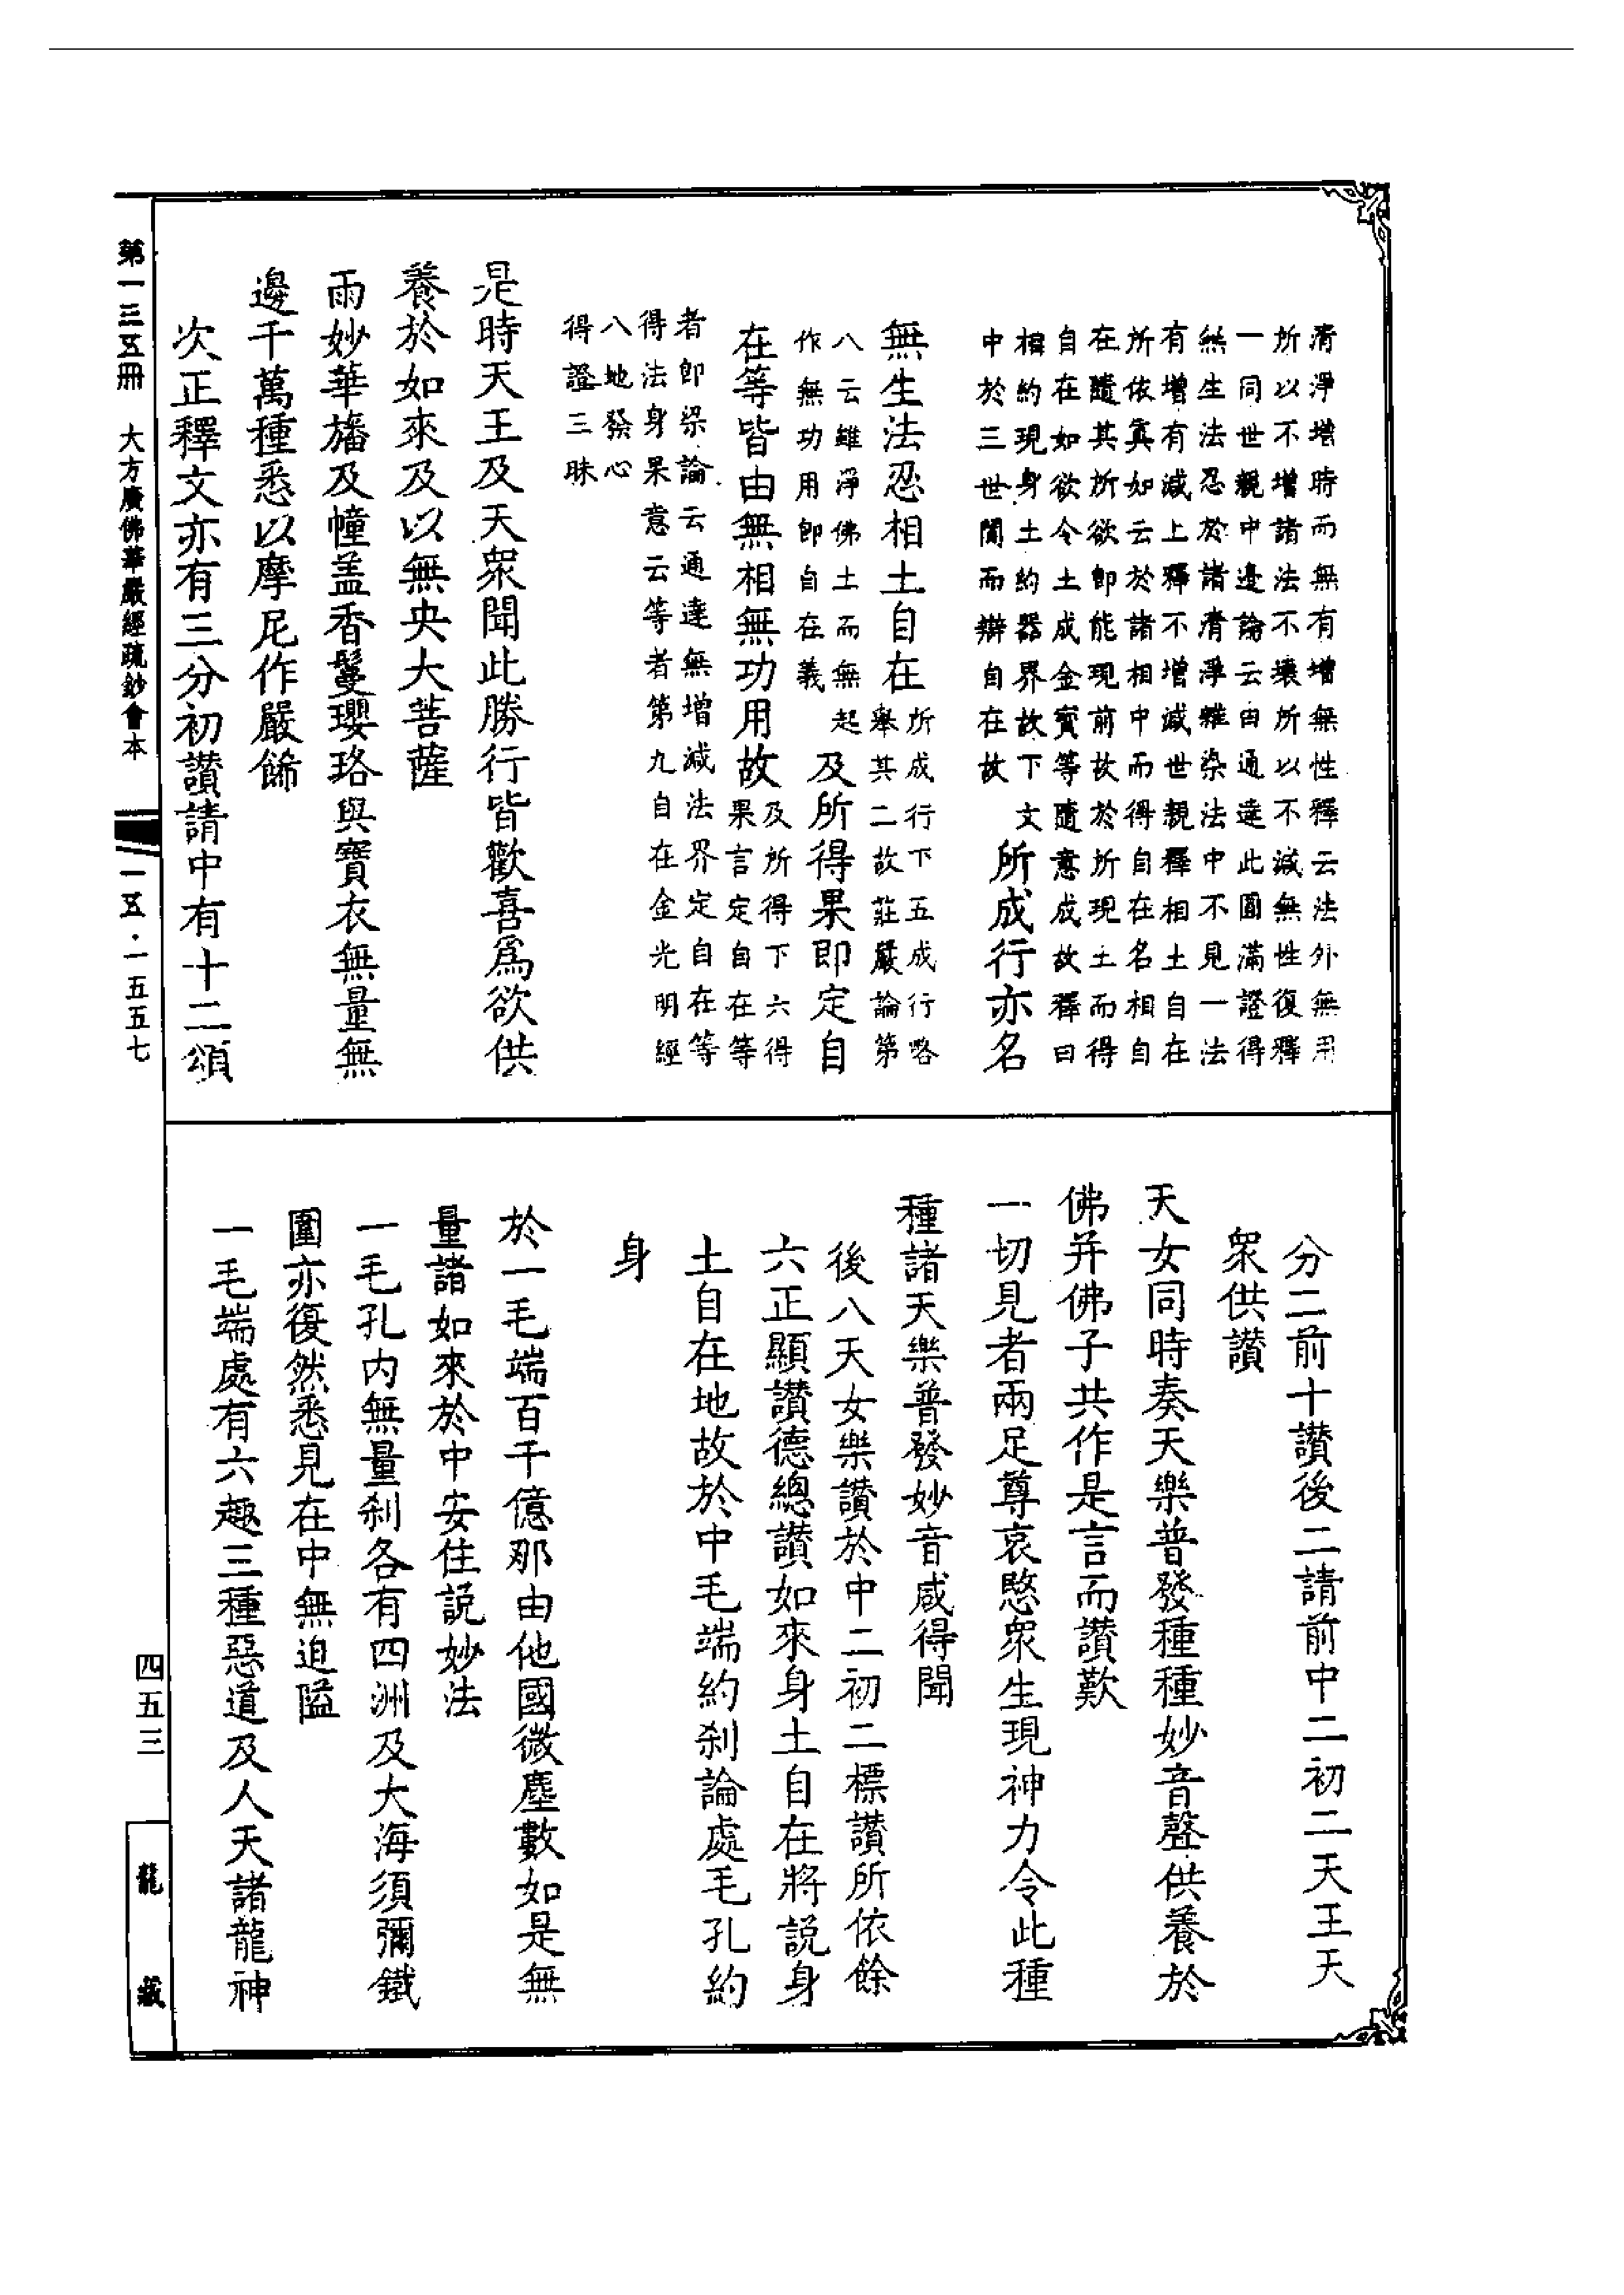 清淨增時而無有增無性釋云法外無用
所以不增諸法不壞所以不減無性復釋
一同世親中邊論云由通達此圓滿證得
無生法忍於諸清淨雜染法中不見一法
有增有減上釋不增減世親釋相土自在
所依真如云於諸相中而得自在名相自
在隨其所欲即能現前故於所現土而得
自在如欲令土成金寶等隨意成故釋曰
相約現身土約器界故下文
中於三世間而辯自在故
所成行亦名
無生法忍相土自在
所成行下五成行略
舉其二故莊嚴論第
八云雖淨佛土而無起
作無功用即自在義
及所得果即定自
在等皆由無相無功用故
及所得下六得
果言定自在等
者即梁論云通達無增減法界定自在等
得法身果意云等者第九自在金光明經
八地發心
得證三昧
是時天王及天衆聞此勝行皆歡喜爲欲供
養於如來及以無央大菩薩
雨妙華旛及幢盖香鬘瓔珞與寶衣無量無
邊千萬種悉以摩尼作嚴飾
次正釋文亦有三分初讃請中有十二頌
分二前十讃後二請前中二初二天王天
衆供讃
天女同時奏天樂普發種種妙音聲供養於
佛并佛子共作是言而讃歎
一切見者兩足尊哀愍衆生現神力令此種
種諸天樂普發妙音咸得聞
後八天女樂讃於中二初二標讃所依餘
六正顯讃德總讃如來身土自在將説身
土自在地故於中毛端約刹論處毛孔約
身
於一毛端百千億那由他國微塵數如是無
量諸如來於中安住説妙法
一毛孔内無量刹各有四洲及大海須彌鐵
圍亦復然悉見在中無迫隘
一毛端處有六趣三種惡道及人天諸龍神
第一三五冊 大方廣佛華嚴經疏鈔會本
一五·一五五七
四五三
龍藏